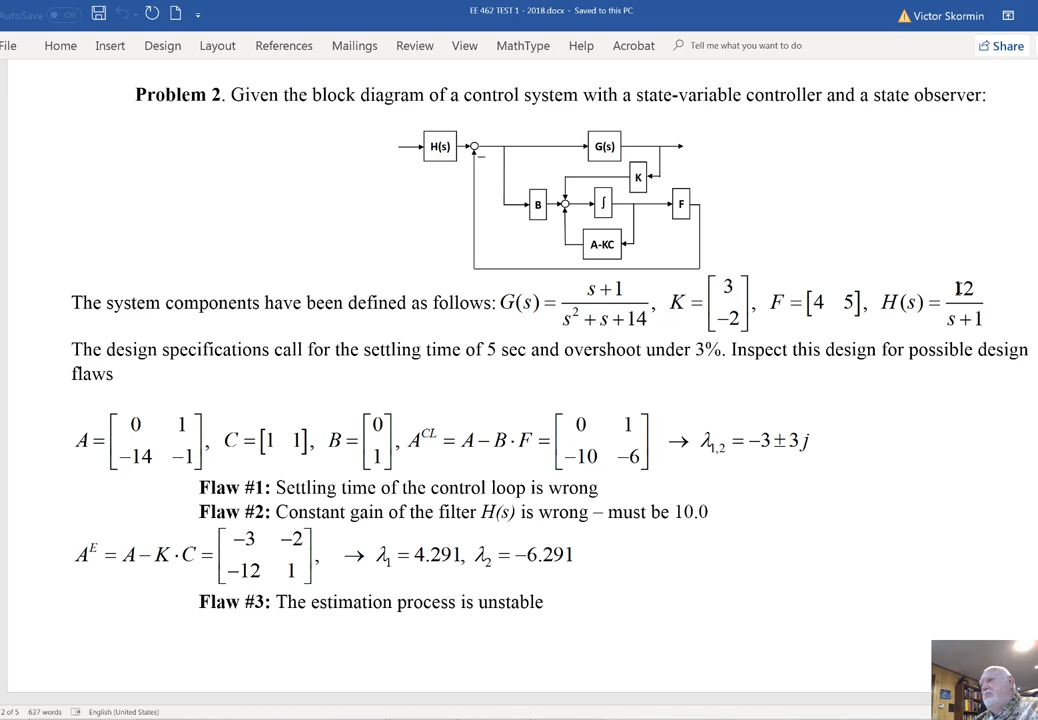 AutoSave Off EE 462 TEST 1 - 2018.docx - Saved to this PC Victor Skormin
File Home Insert Design Layout References Mailings Review View MathType Help Acrobat Tell me what you want to do Share
Problem 2. Given the block diagram of a control system with a state-variable controller and a state observer:
H(s) − G(s)
K
B ∫ F
A-KC
The system components have been defined as follows: G(s) = (s + 1)/(s² + s + 14), K = [3; −2], F = [4 5], H(s) = 12/(s + 1)
The design specifications call for the settling time of 5 sec and overshoot under 3%. Inspect this design for possible design
flaws
A = [0 1; −14 −1], C = [1 1], B = [0; 1], A^CL = A − B · F = [0 1; −10 −6] → λ1,2 = −3 ± 3j
Flaw #1: Settling time of the control loop is wrong
Flaw #2: Constant gain of the filter H(s) is wrong – must be 10.0
A^E = A − K · C = [−3 −2; −12 1], → λ1 = 4.291, λ2 = −6.291
Flaw #3: The estimation process is unstable
2 of 5 637 words English (United States)